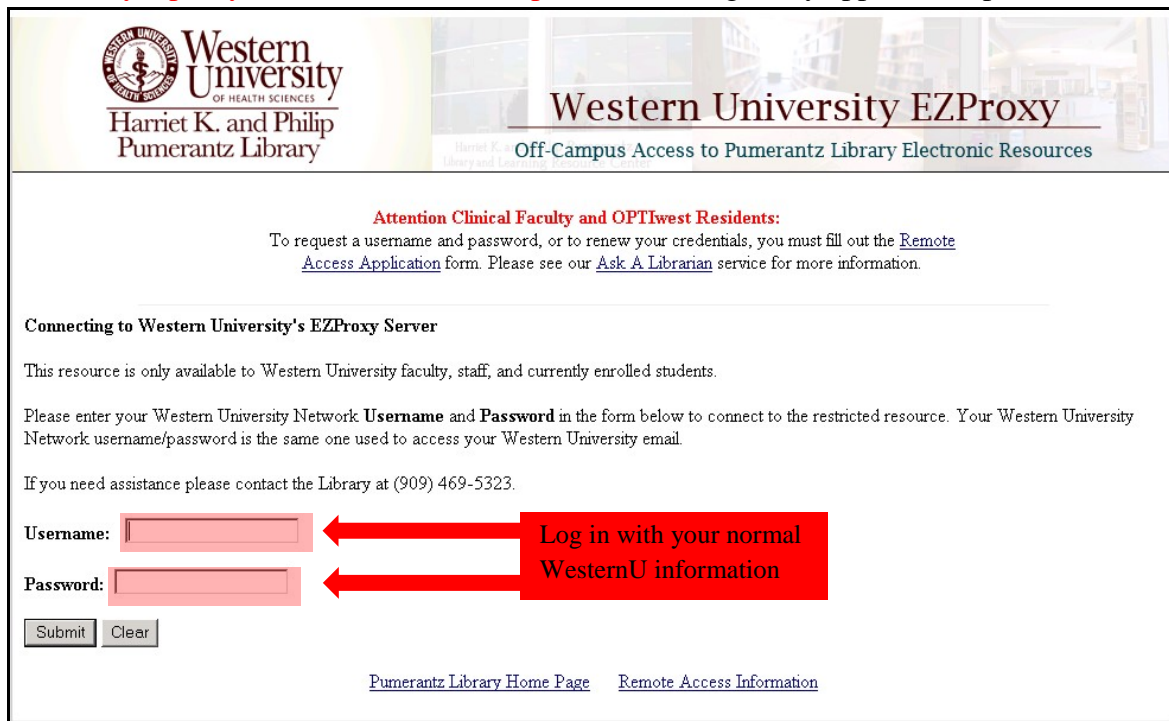 Western
University
OF HEALTH SCIENCES
Harriet K. and Philip
Pumerantz Library
Western University EZProxy
Off-Campus Access to Pumerantz Library Electronic Resources
Attention Clinical Faculty and OPTIwest Residents:
To request a username and password, or to renew your credentials, you must fill out the Remote
Access Application form. Please see our Ask A Librarian service for more information.
Connecting to Western University's EZProxy Server
This resource is only available to Western University faculty, staff, and currently enrolled students.
Please enter your Western University Network Username and Password in the form below to connect to the restricted resource. Your Western University
Network username/password is the same one used to access your Western University email.
If you need assistance please contact the Library at (909) 469-5323.
Username:
Log in with your normal
WesternU information
Password:
Submit Clear
Pumerantz Library Home Page Remote Access Information